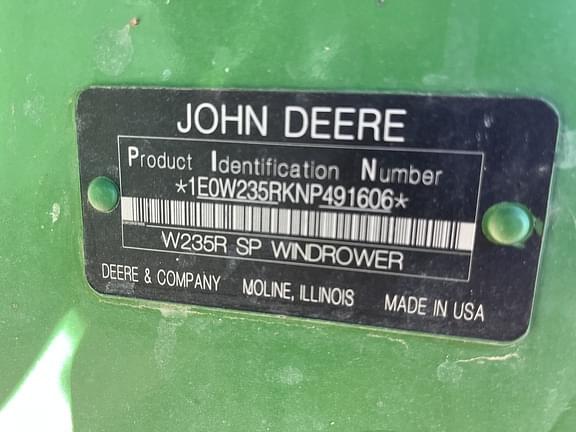 JOHN DEERE
Product Identification Number
*1E0W235RKNP491606*
W235R SP WINDROWER
DEERE & COMPANY MOLINE, ILLINOIS MADE IN USA